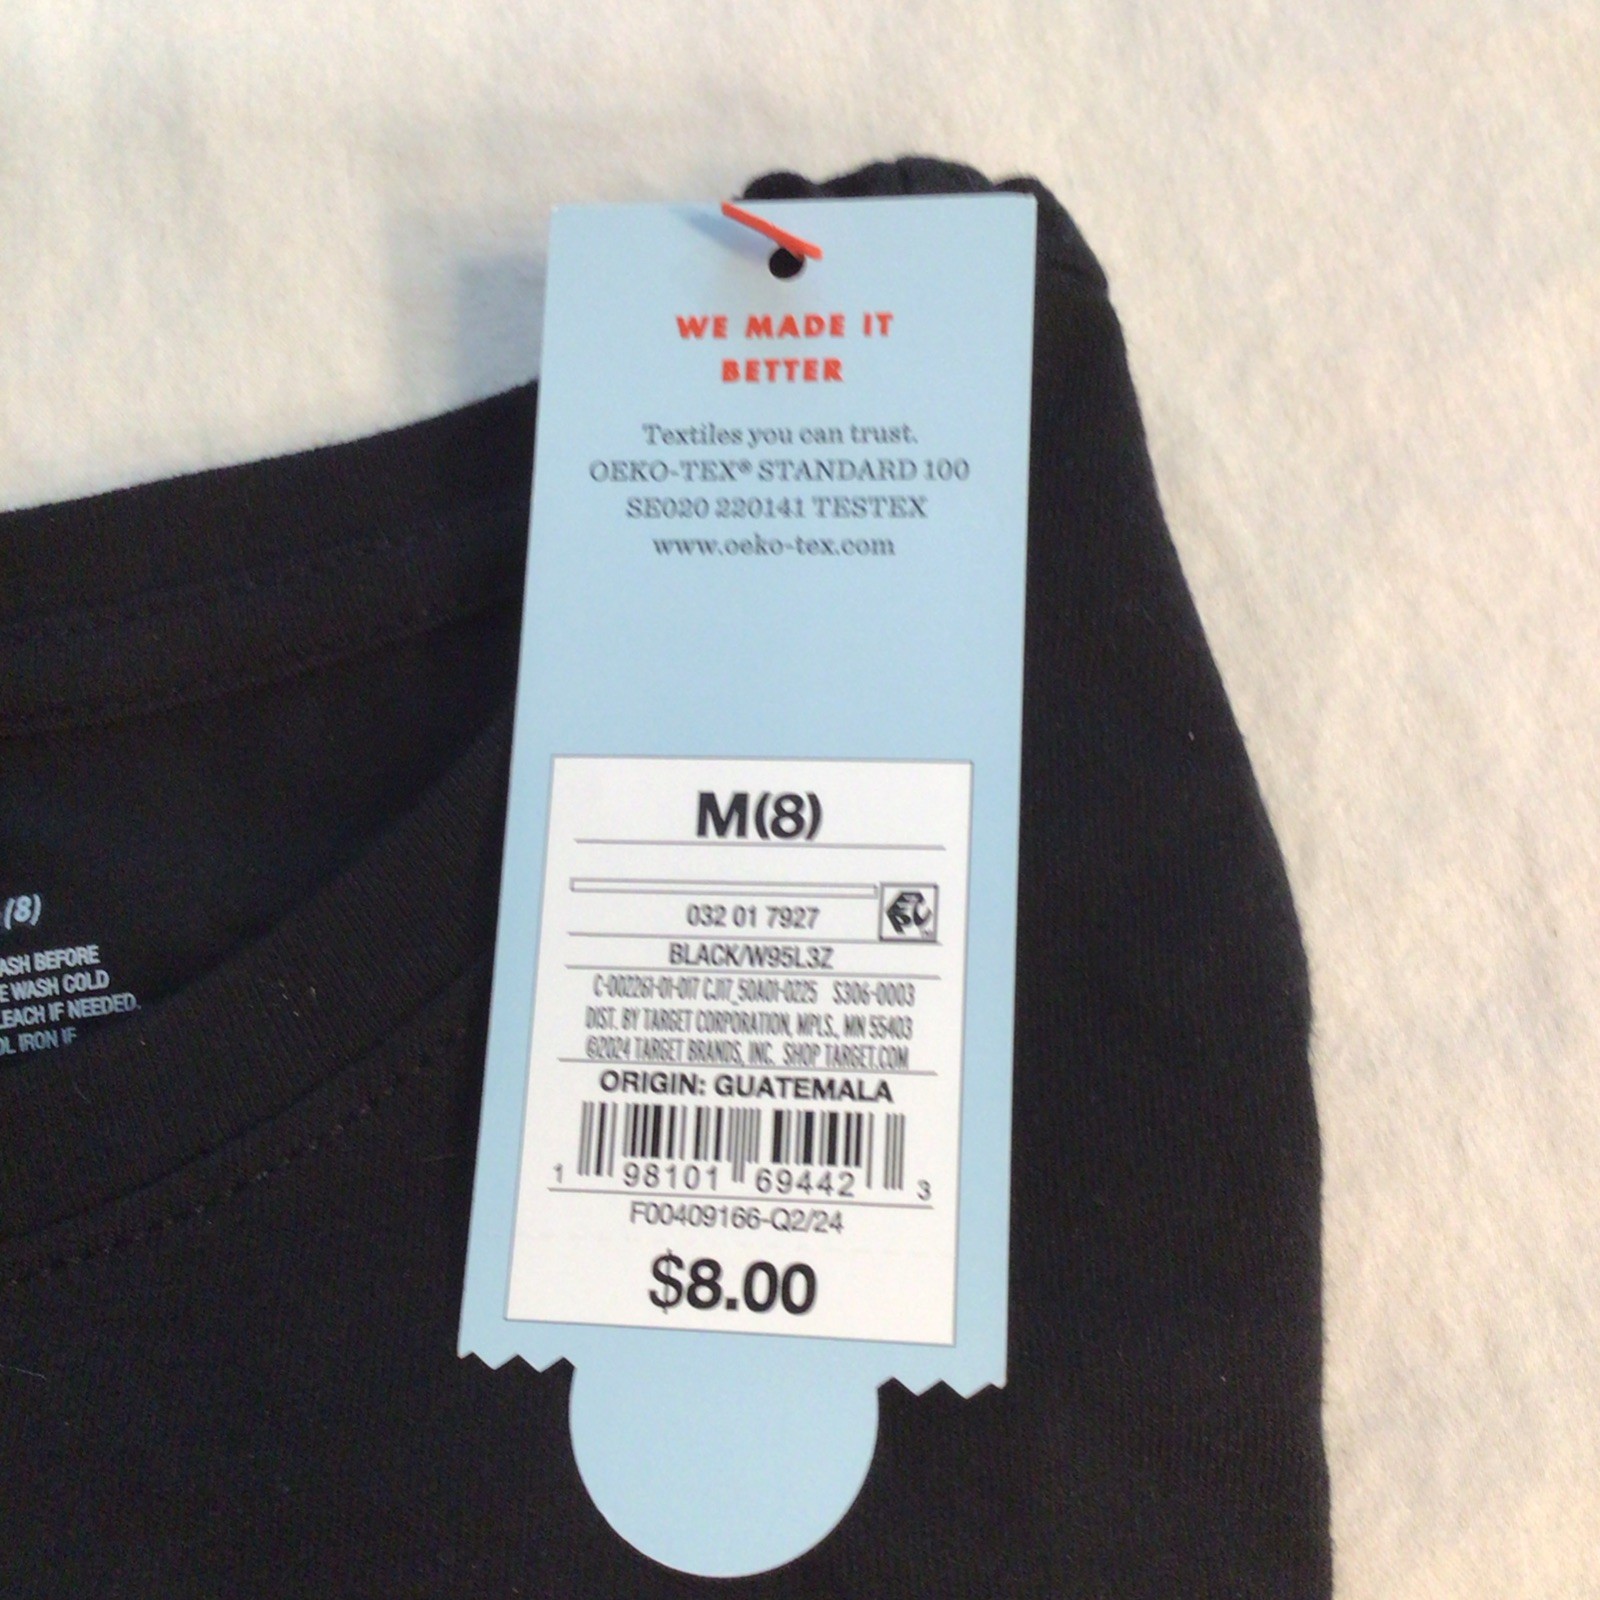 WE MADE IT
BETTER
Textiles you can trust.
OEKO-TEX® STANDARD 100
SE020 220141 TESTEX
www.oeko-tex.com
M(8)
032 01 7927
BLACK/W95L3Z
C-002261-01-017 CJ17_50A01-0225 S306-0003
DIST. BY TARGET CORPORATION, MPLS., MN 55403
©2024 TARGET BRANDS, INC. SHOP TARGET.COM
ORIGIN: GUATEMALA
1 98101 69442 3
F00409166-Q2/24
$8.00
(8)
ASH BEFORE
E WASH COLD
LEACH IF NEEDED.
OL IRON IF